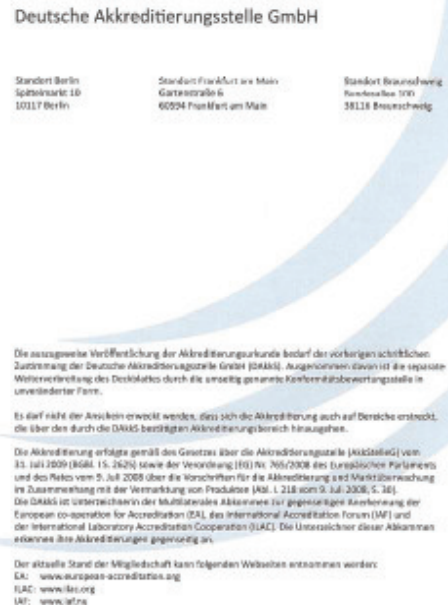 Deutsche Akkreditierungsstelle GmbH
Standort Berlin
Spittelmarkt 10
10117 Berlin
Standort Frankfurt am Main
Gartenstraße 6
60594 Frankfurt am Main
Standort Braunschweig
Bundesallee 100
38116 Braunschweig
Die auszugsweise Veröffentlichung der Akkreditierungsurkunde bedarf der vorherigen schriftlichen
Zustimmung der Deutsche Akkreditierungsstelle GmbH (DAkkS). Ausgenommen davon ist die separate
Weiterverbreitung des Deckblattes durch die umseitig genannte Konformitätsbewertungsstelle in
unveränderter Form.
Es darf nicht der Anschein erweckt werden, dass sich die Akkreditierung auch auf Bereiche erstreckt,
die über den durch die DAkkS bestätigten Akkreditierungsbereich hinausgehen.
Die Akkreditierung erfolgte gemäß des Gesetzes über die Akkreditierungsstelle (AkkStelleG) vom
31. Juli 2009 (BGBl. I S. 2625) sowie der Verordnung (EG) Nr. 765/2008 des Europäischen Parlaments
und des Rates vom 9. Juli 2008 über die Vorschriften für die Akkreditierung und Marktüberwachung
im Zusammenhang mit der Vermarktung von Produkten (Abl. L 218 vom 9. Juli 2008, S. 30).
Die DAkkS ist Unterzeichnerin der Multilateralen Abkommen zur gegenseitigen Anerkennung der
European co-operation for Accreditation (EA), des International Accreditation Forum (IAF) und
der International Laboratory Accreditation Cooperation (ILAC). Die Unterzeichner dieser Abkommen
erkennen ihre Akkreditierungen gegenseitig an.
Der aktuelle Stand der Mitgliedschaft kann folgenden Webseiten entnommen werden:
EA: www.european-accreditation.org
ILAC: www.ilac.org
IAF: www.iaf.nu